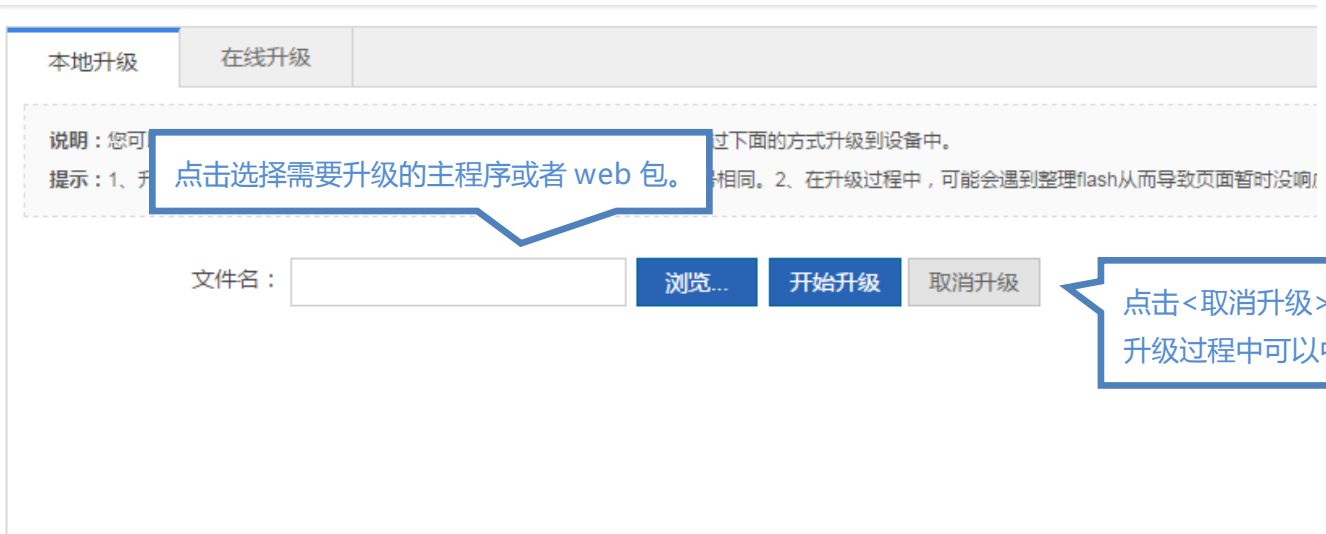 本地升级
在线升级
说明：您可 过下面的方式升级到设备中。
提示：1、升 相同。2、在升级过程中，可能会遇到整理flash从而导致页面暂时没响
点击选择需要升级的主程序或者 web 包。
文件名：
浏览...
开始升级
取消升级
点击<取消升级>
升级过程中可以